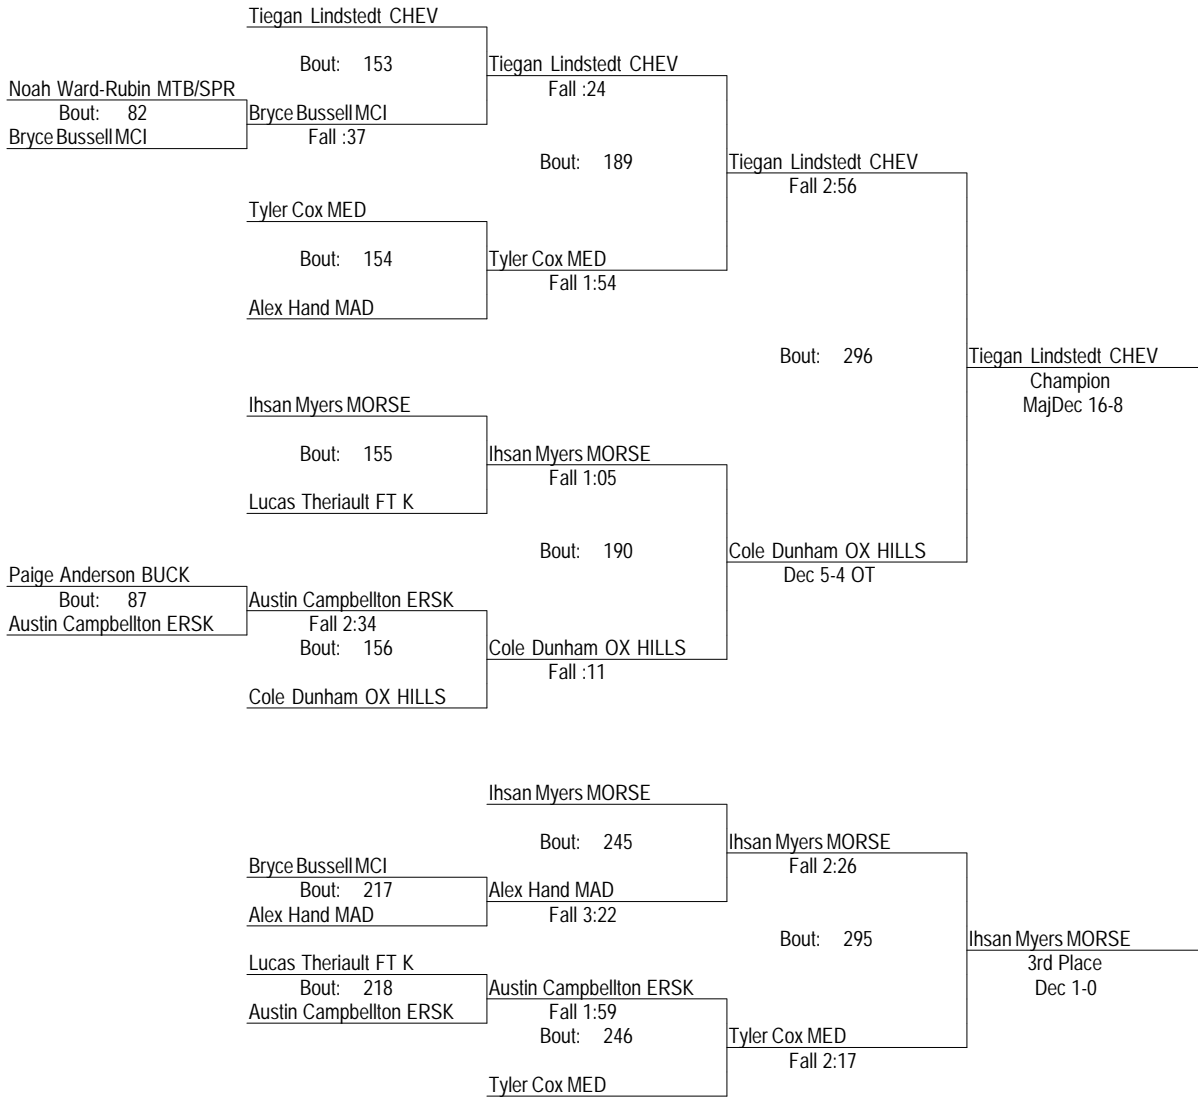 Tiegan Lindstedt CHEV
Bout: 153
Tiegan Lindstedt CHEV
Fall :24
Noah Ward-Rubin MTB/SPR
Bout: 82
Bryce Bussell MCI
Bryce Bussell MCI
Fall :37
Bout: 189
Tiegan Lindstedt CHEV
Fall 2:56
Tyler Cox MED
Bout: 154
Tyler Cox MED
Fall 1:54
Alex Hand MAD
Bout: 296
Tiegan Lindstedt CHEV
Champion
MajDec 16-8
Ihsan Myers MORSE
Bout: 155
Ihsan Myers MORSE
Fall 1:05
Lucas Theriault FT K
Bout: 190
Cole Dunham OX HILLS
Dec 5-4 OT
Paige Anderson BUCK
Bout: 87
Austin Campbellton ERSK
Austin Campbellton ERSK
Fall 2:34
Bout: 156
Cole Dunham OX HILLS
Fall :11
Cole Dunham OX HILLS
Ihsan Myers MORSE
Bout: 245
Ihsan Myers MORSE
Fall 2:26
Bryce Bussell MCI
Bout: 217
Alex Hand MAD
Alex Hand MAD
Fall 3:22
Bout: 295
Ihsan Myers MORSE
3rd Place
Dec 1-0
Lucas Theriault FT K
Bout: 218
Austin Campbellton ERSK
Austin Campbellton ERSK
Fall 1:59
Bout: 246
Tyler Cox MED
Fall 2:17
Tyler Cox MED